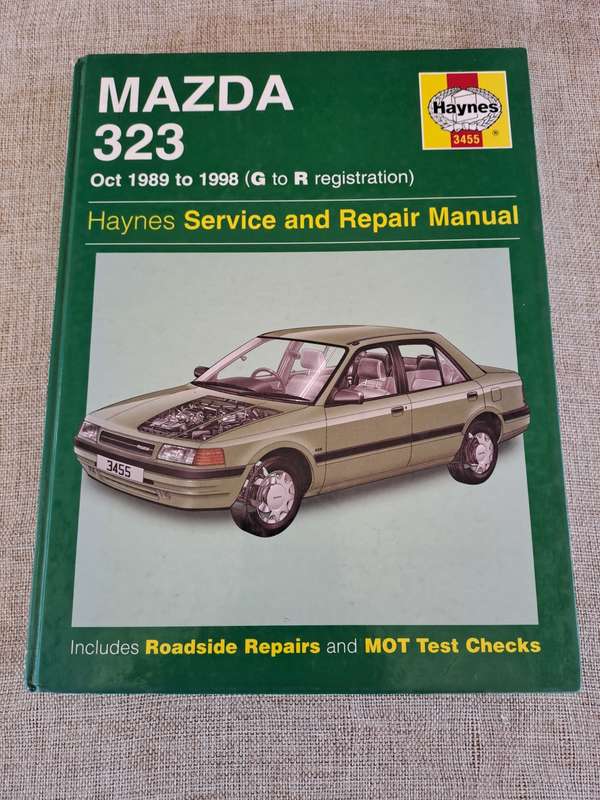 MAZDA
323
Oct 1989 to 1998 (G to R registration)
Haynes
3455
®
Haynes Service and Repair Manual
3455
Includes Roadside Repairs and MOT Test Checks